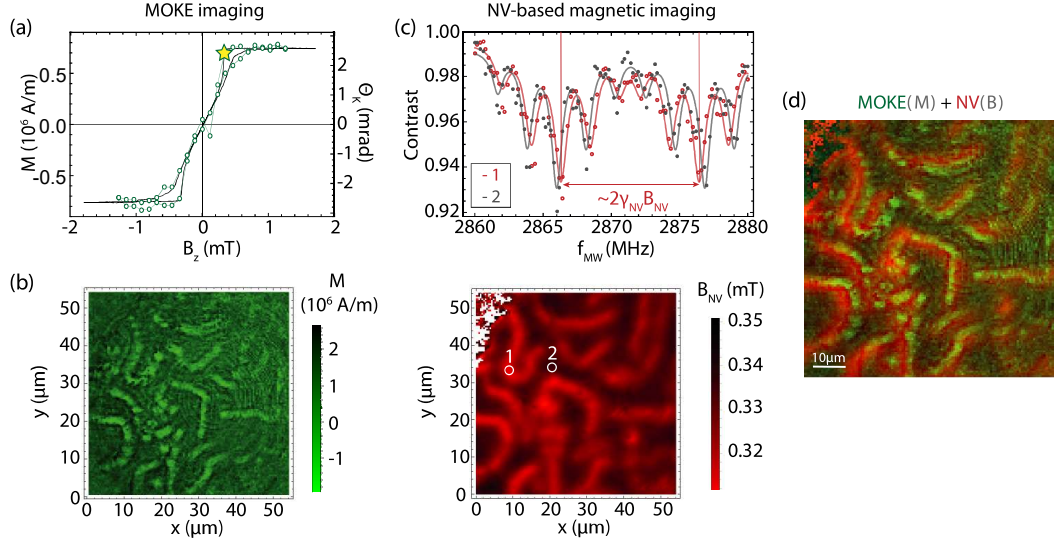 MOKE imaging
NV-based magnetic imaging
(a)
M (10⁶ A/m)
0.5
0.0
-0.5
-2
-1
0
1
2
B_z (mT)
2
1
0
-1
-2
Θ_K (mrad)
(c)
Contrast
1.00
0.98
0.96
0.94
0.92
- 1
- 2
~2γ_NV B_NV
2860
2865
2870
2875
2880
f_MW (MHz)
(d)
MOKE(M) + NV(B)
10μm
(b)
y (μm)
50
40
30
20
10
0
0
10
20
30
40
50
x (μm)
M
(10⁶ A/m)
2
1
0
-1
y (μm)
50
40
30
20
10
0
1
2
0
10
20
30
40
50
x (μm)
B_NV (mT)
0.35
0.34
0.33
0.32